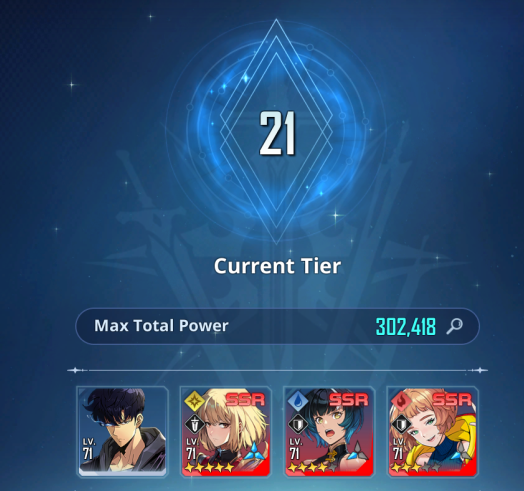 21
Current Tier
Max Total Power 302,418
SSR SSR SSR
LV. LV. LV. LV.
71 71 71 71